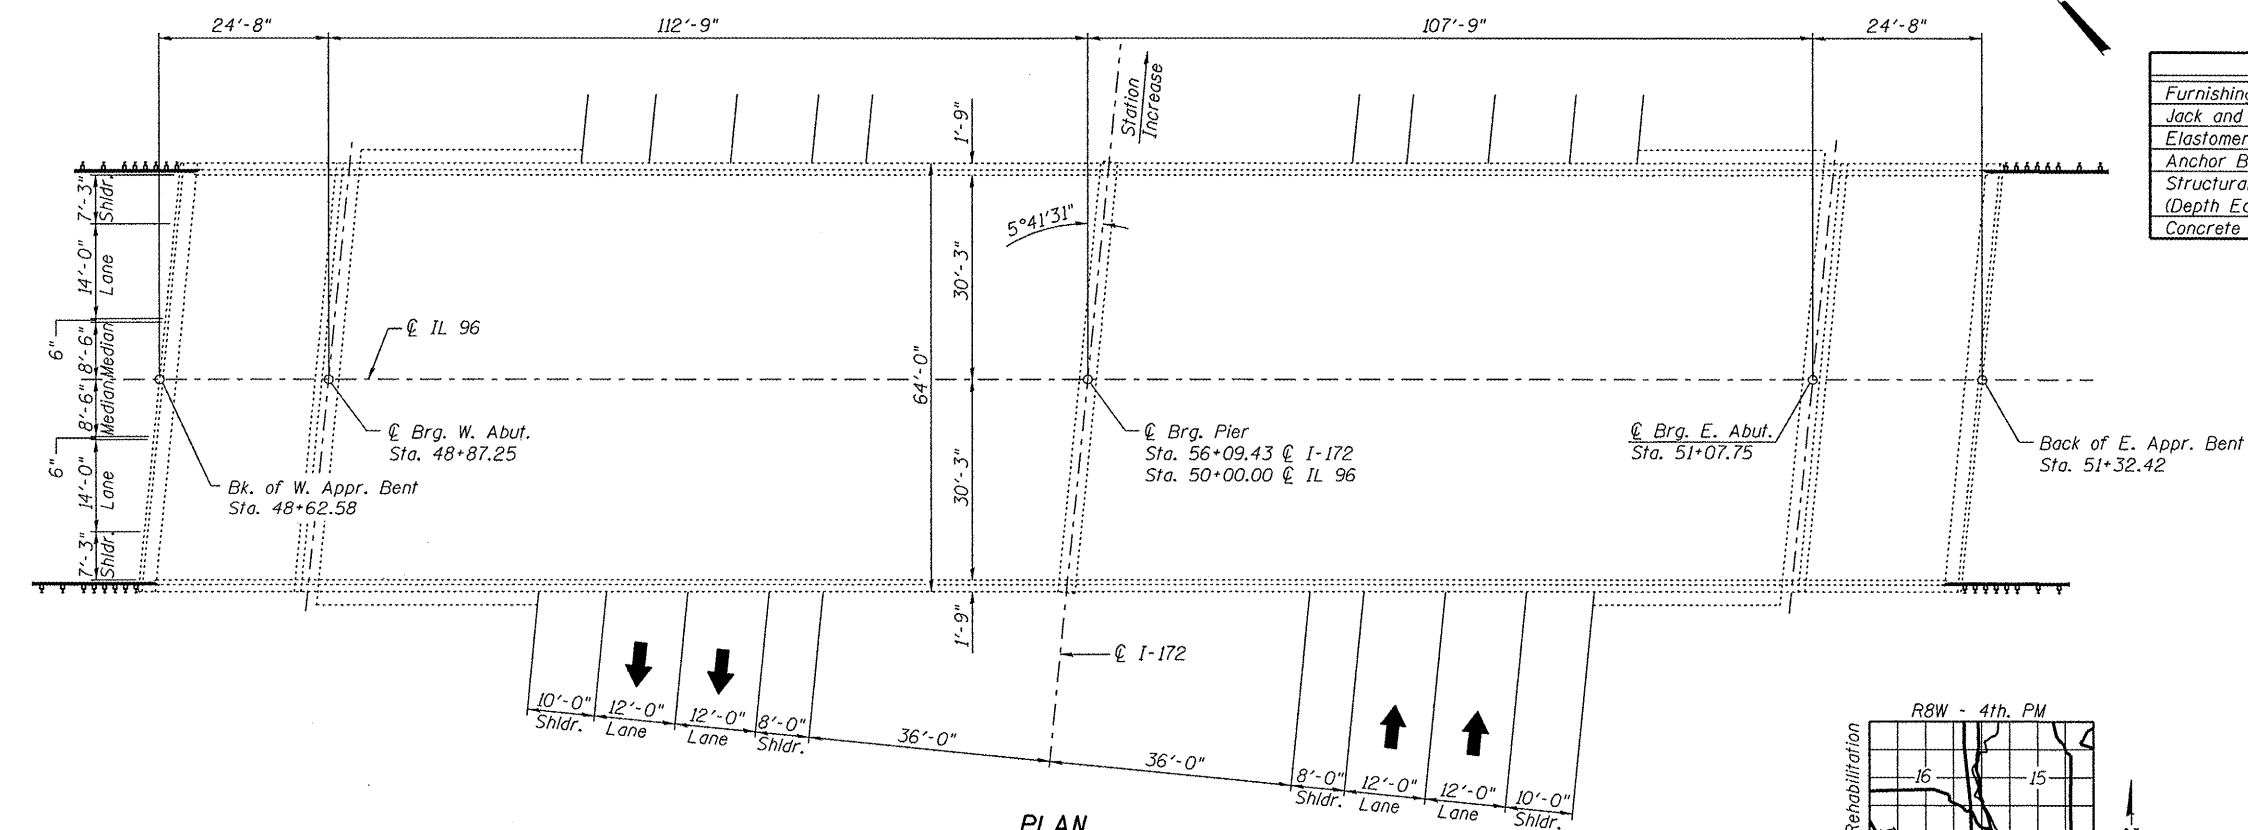 24'-8"
112'-9"
107'-9"
24'-8"
Station
Increase
1'-9"
7'-3"
Shldr.
14'-0"
Lane
6"
8'-6"
Median
8'-6"
Median
6"
14'-0"
Lane
7'-3"
Shldr.
5°41'31"
30'-3"
64'-0"
30'-3"
1'-9"
℄ IL 96
℄ Brg. W. Abut.
Sta. 48+87.25
Bk. of W. Appr. Bent
Sta. 48+62.58
℄ Brg. Pier
Sta. 56+09.43 ℄ I-172
Sta. 50+00.00 ℄ IL 96
℄ Brg. E. Abut.
Sta. 51+07.75
Back of E. Appr. Bent
Sta. 51+32.42
℄ I-172
10'-0"
Shldr.
12'-0"
Lane
12'-0"
Lane
8'-0"
Shldr.
36'-0"
36'-0"
8'-0"
Shldr.
12'-0"
Lane
12'-0"
Lane
10'-0"
Shldr.
PLAN
Furnishing
Jack and
Elastomer
Anchor B
Structura
(Depth Eq
Concrete
R8W - 4th. PM
16
15
Rehabilitation